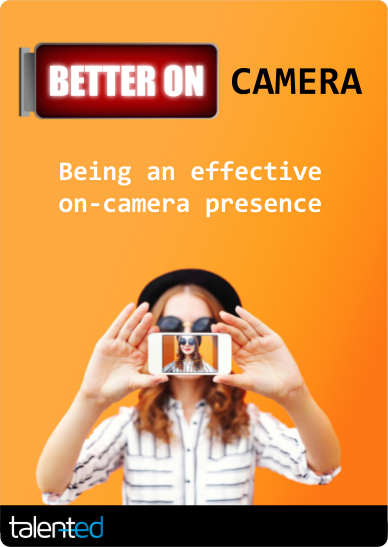 BETTER ON CAMERA
Being an effective
on-camera presence
talented